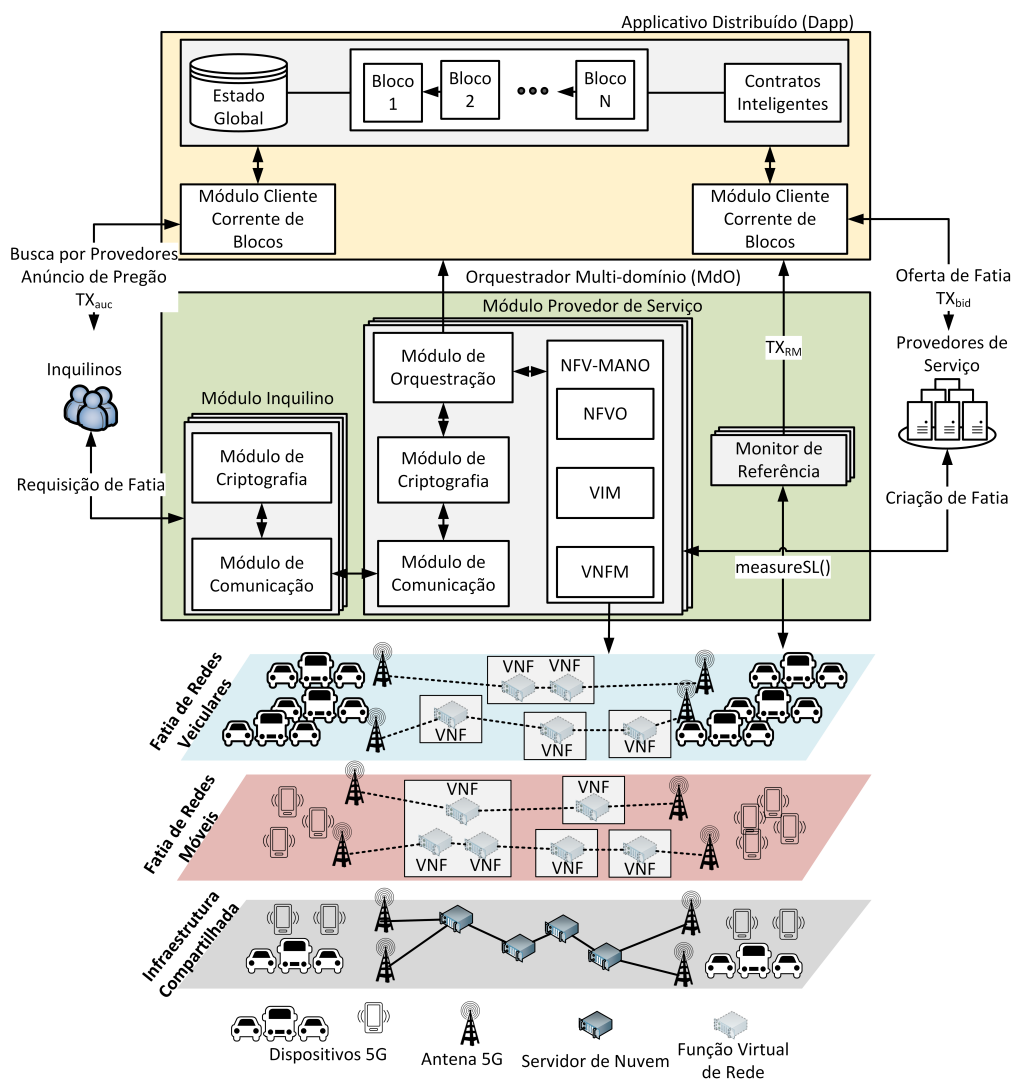 Applicativo Distribuído (Dapp)
Estado
Global
Bloco
1
Bloco
2
Bloco
N
Contratos
Inteligentes
Módulo Cliente
Corrente de
Blocos
Módulo Cliente
Corrente de
Blocos
Busca por Provedores
Anúncio de Pregão
TXauc
Oferta de Fatia
TXbid
Orquestrador Multi-domínio (MdO)
Módulo Provedor de Serviço
Inquilinos
Módulo Inquilino
Módulo de
Orquestração
NFV-MANO
NFVO
VIM
VNFM
TXRM
Provedores de
Serviço
Módulo de
Criptografia
Módulo de
Criptografia
Monitor de
Referência
Requisição de Fatia
Criação de Fatia
Módulo de
Comunicação
Módulo de
Comunicação
measureSL()
Fatia de Redes
Veiculares
VNF
VNF
VNF
VNF
VNF
Fatia de Redes
Móveis
VNF
VNF
VNF
VNF
VNF
VNF
Infraestrutura
Compartilhada
Dispositivos 5G
Antena 5G
Servidor de Nuvem
Função Virtual
de Rede